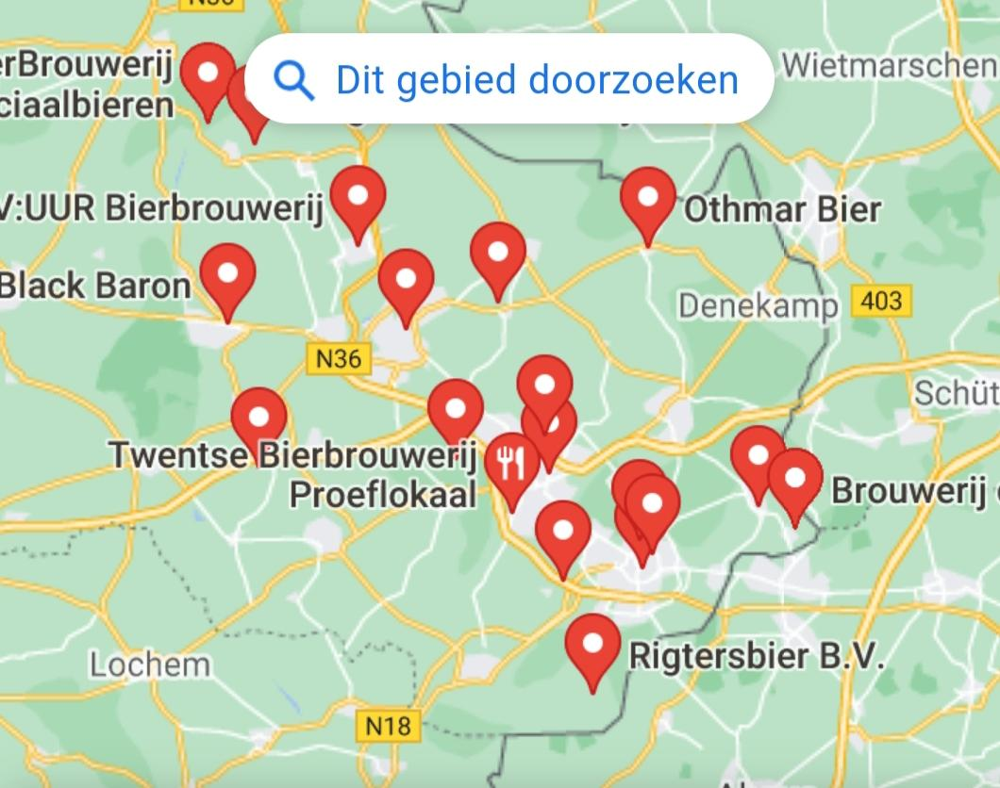 N36
erBrouwerij
ciaalbieren
Dit gebied doorzoeken
Wietmarschen
V:UUR Bierbrouwerij
Othmar Bier
Black Baron
Denekamp
403
N36
Schüt
Twentse Bierbrouwerij
Proeflokaal
Brouwerij
Lochem
Rigtersbier B.V.
N18